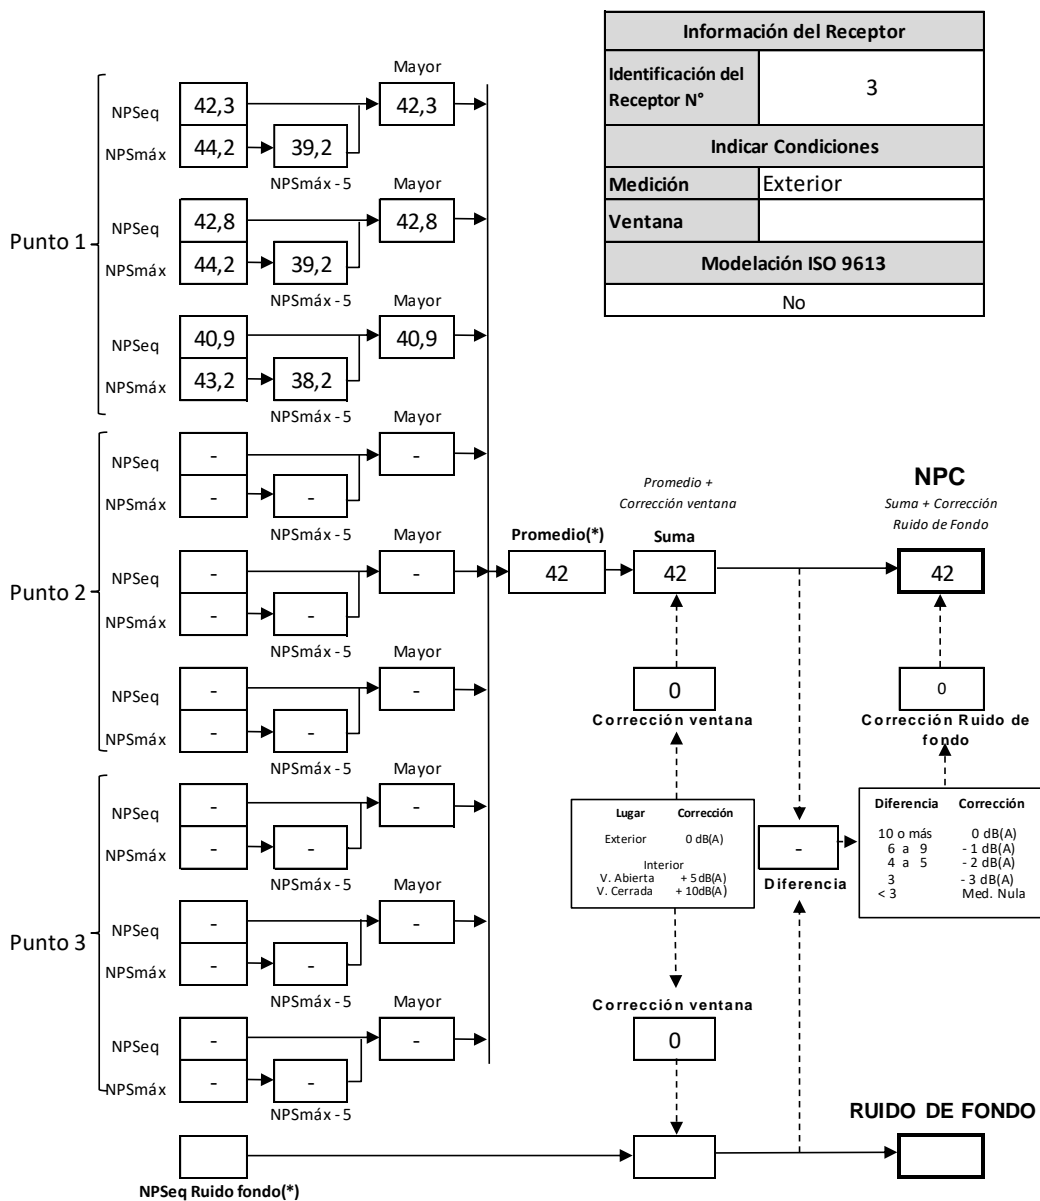 Información del Receptor
Identificación del
Receptor N°
3
Indicar Condiciones
Medición
Exterior
Ventana
Modelación ISO 9613
No
Punto 1
Mayor
NPSeq
42,3
42,3
NPSmáx
44,2
39,2
NPSmáx - 5
Mayor
NPSeq
42,8
42,8
NPSmáx
44,2
39,2
NPSmáx - 5
Mayor
NPSeq
40,9
40,9
NPSmáx
43,2
38,2
NPSmáx - 5
Punto 2
Mayor
NPSeq
-
-
NPSmáx
-
-
NPSmáx - 5
Mayor
NPSeq
-
-
NPSmáx
-
-
NPSmáx - 5
Mayor
NPSeq
-
-
NPSmáx
-
-
NPSmáx - 5
Punto 3
Mayor
NPSeq
-
-
NPSmáx
-
-
NPSmáx - 5
Mayor
NPSeq
-
-
NPSmáx
-
-
NPSmáx - 5
Mayor
NPSeq
-
-
NPSmáx
-
-
NPSmáx - 5
Promedio(*)
42
Promedio +
Corrección ventana
Suma
42
NPC
Suma + Corrección
Ruido de Fondo
42
0
Corrección ventana
0
Corrección Ruido de
fondo
Lugar Corrección
Exterior 0 dB(A)
Interior
V. Abierta + 5dB(A)
V. Cerrada + 10dB(A)
-
Diferencia
Diferencia Corrección
10 o más 0 dB(A)
6 a 9 - 1 dB(A)
4 a 5 - 2 dB(A)
3 - 3 dB(A)
< 3 Med. Nula
Corrección ventana
0
RUIDO DE FONDO
NPSeq Ruido fondo(*)